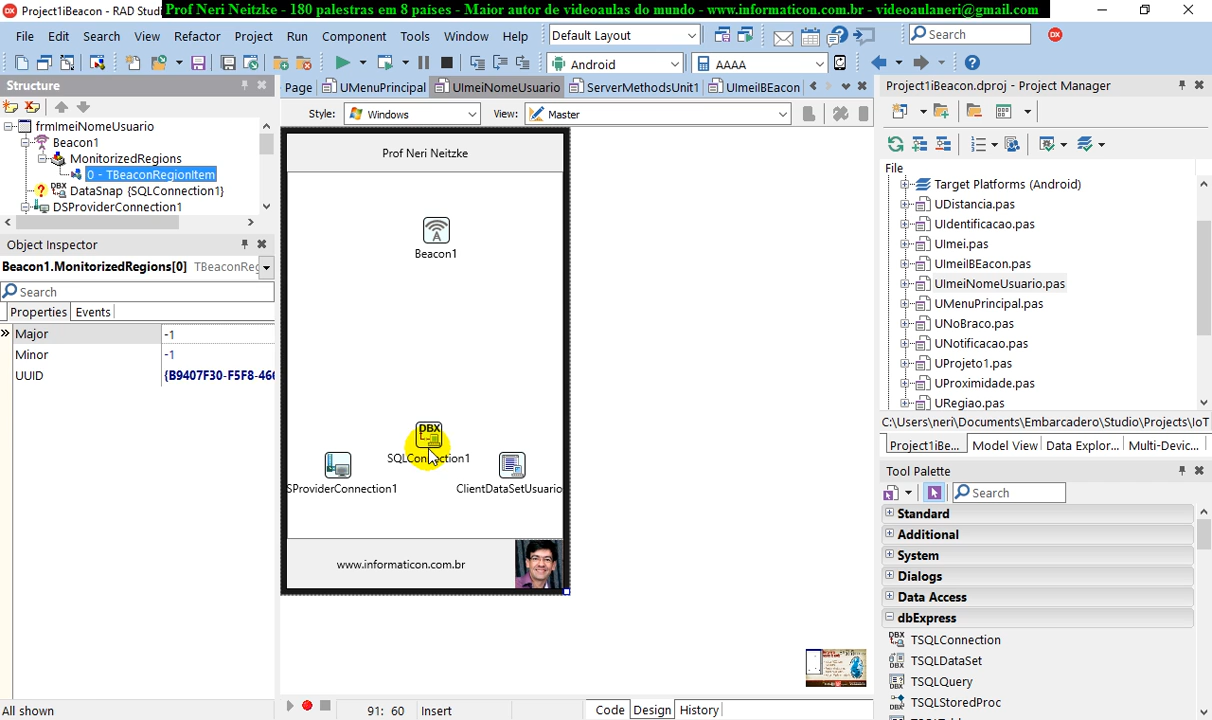 Project1iBeacon - RAD Studi
Prof Neri Neitzke - 180 palestras em 8 países - Maior autor de videoaulas do mundo - www.informaticon.com.br - videoaulaneri@gmail.com
File Edit Search View Refactor Project Run Component Tools Window Help
Default Layout
Search
Android
AAAA
Structure
frmImeiNomeUsuario
Beacon1
MonitorizedRegions
0 - TBeaconRegionItem
DataSnap {SQLConnection1}
DSProviderConnection1
Object Inspector
Beacon1.MonitorizedRegions[0] TBeaconReg
Search
Properties Events
Major -1
Minor -1
UUID {B9407F30-F5F8-466
All shown
Page UMenuPrincipal UImeiNomeUsuario ServerMethodsUnit1 UImeiIBEacon
Style: Windows View: Master
Prof Neri Neitzke
A
Beacon1
DBX
SQLConnection1
SProviderConnection1
ClientDataSetUsuario
www.informaticon.com.br
91: 60 Insert
Code Design History
Project1iBeacon.dproj - Project Manager
File
Target Platforms (Android)
UDistancia.pas
UIdentificacao.pas
UImei.pas
UImeiIBEacon.pas
UImeiNomeUsuario.pas
UMenuPrincipal.pas
UNoBraco.pas
UNotificacao.pas
UProjeto1.pas
UProximidade.pas
URegiao.pas
C:\Users\neri\Documents\Embarcadero\Studio\Projects\IoT
Project1iBe... Model View Data Explor... Multi-Devic...
Tool Palette
Search
Standard
Additional
System
Dialogs
Data Access
dbExpress
TSQLConnection
TSQLDataSet
TSQLQuery
TSQLStoredProc